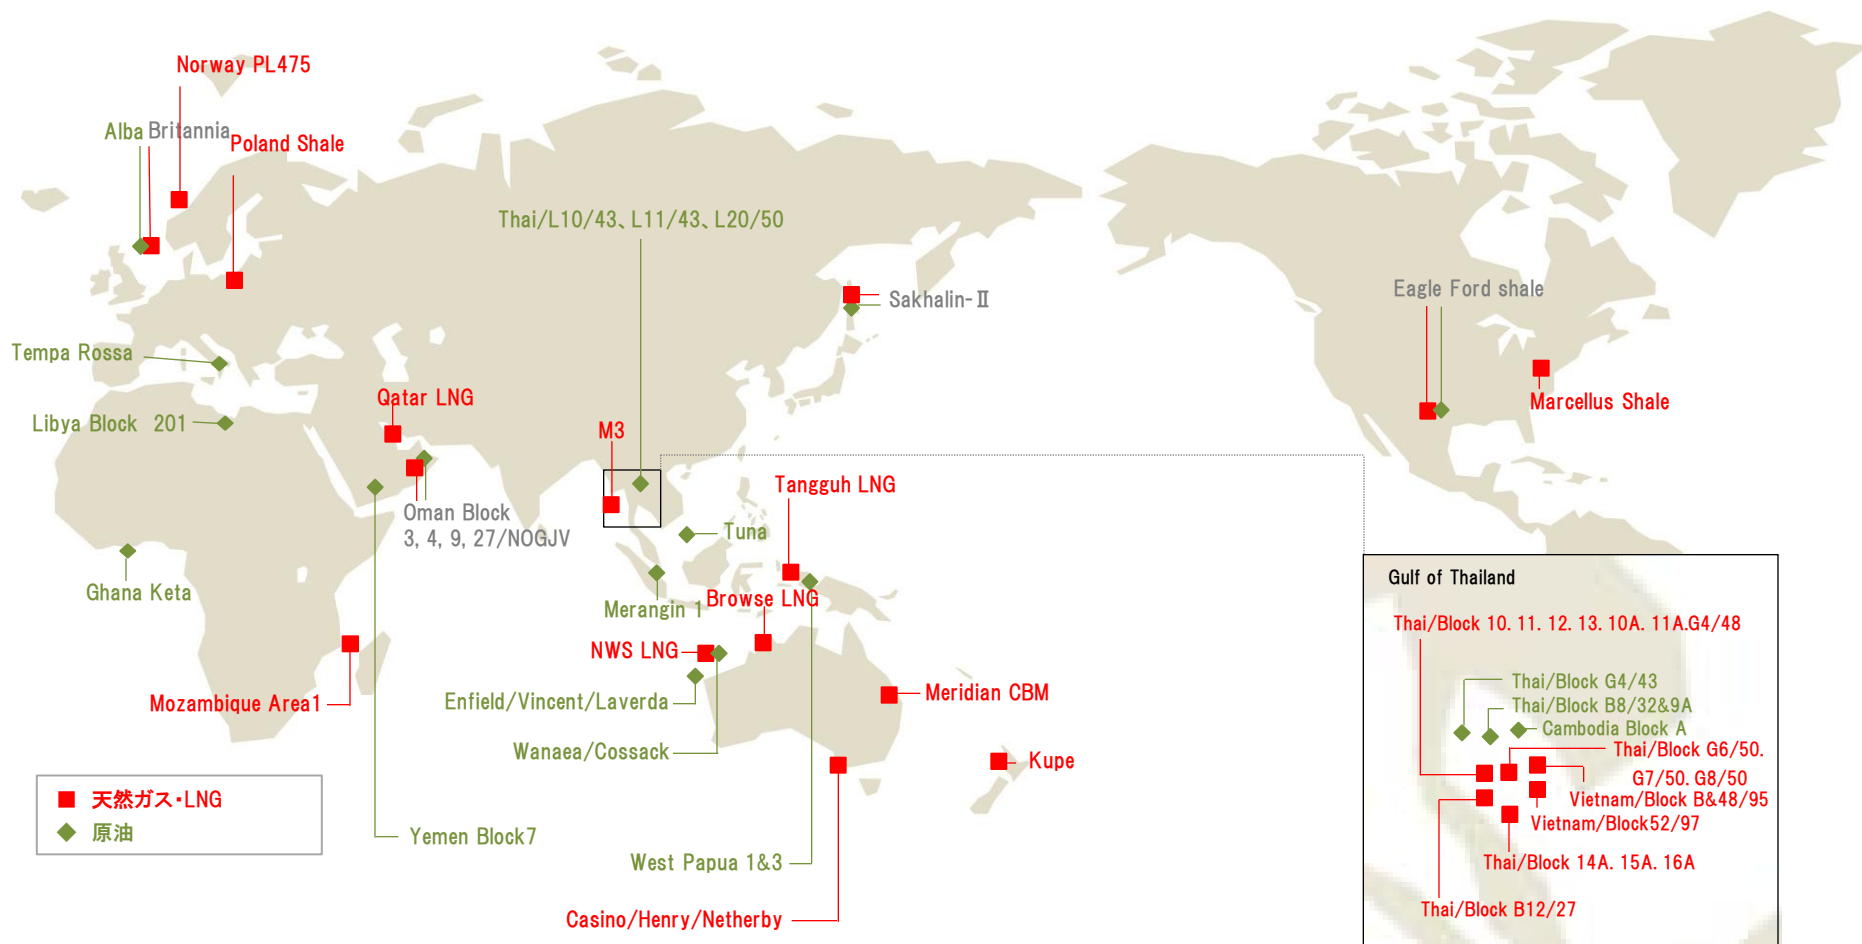 Norway PL475
Alba Britannia
Poland Shale
Thai/L10/43、L11/43、L20/50
Sakhalin-Ⅱ
Eagle Ford shale
Tempa Rossa
Qatar LNG
Marcellus Shale
Libya Block 201
M3
Tangguh LNG
Oman Block
3, 4, 9, 27/NOGJV
Tuna
Ghana Keta
Merangin 1
Browse LNG
NWS LNG
Mozambique Area1
Enfield/Vincent/Laverda
Meridian CBM
Wanaea/Cossack
Kupe
天然ガス・LNG
原油
Yemen Block7
West Papua 1&3
Casino/Henry/Netherby
Gulf of Thailand
Thai/Block 10. 11. 12. 13. 10A. 11A.G4/48
Thai/Block G4/43
Thai/Block B8/32&9A
Cambodia Block A
Thai/Block G6/50.
G7/50. G8/50
Vietnam/Block B&48/95
Vietnam/Block52/97
Thai/Block 14A. 15A. 16A
Thai/Block B12/27